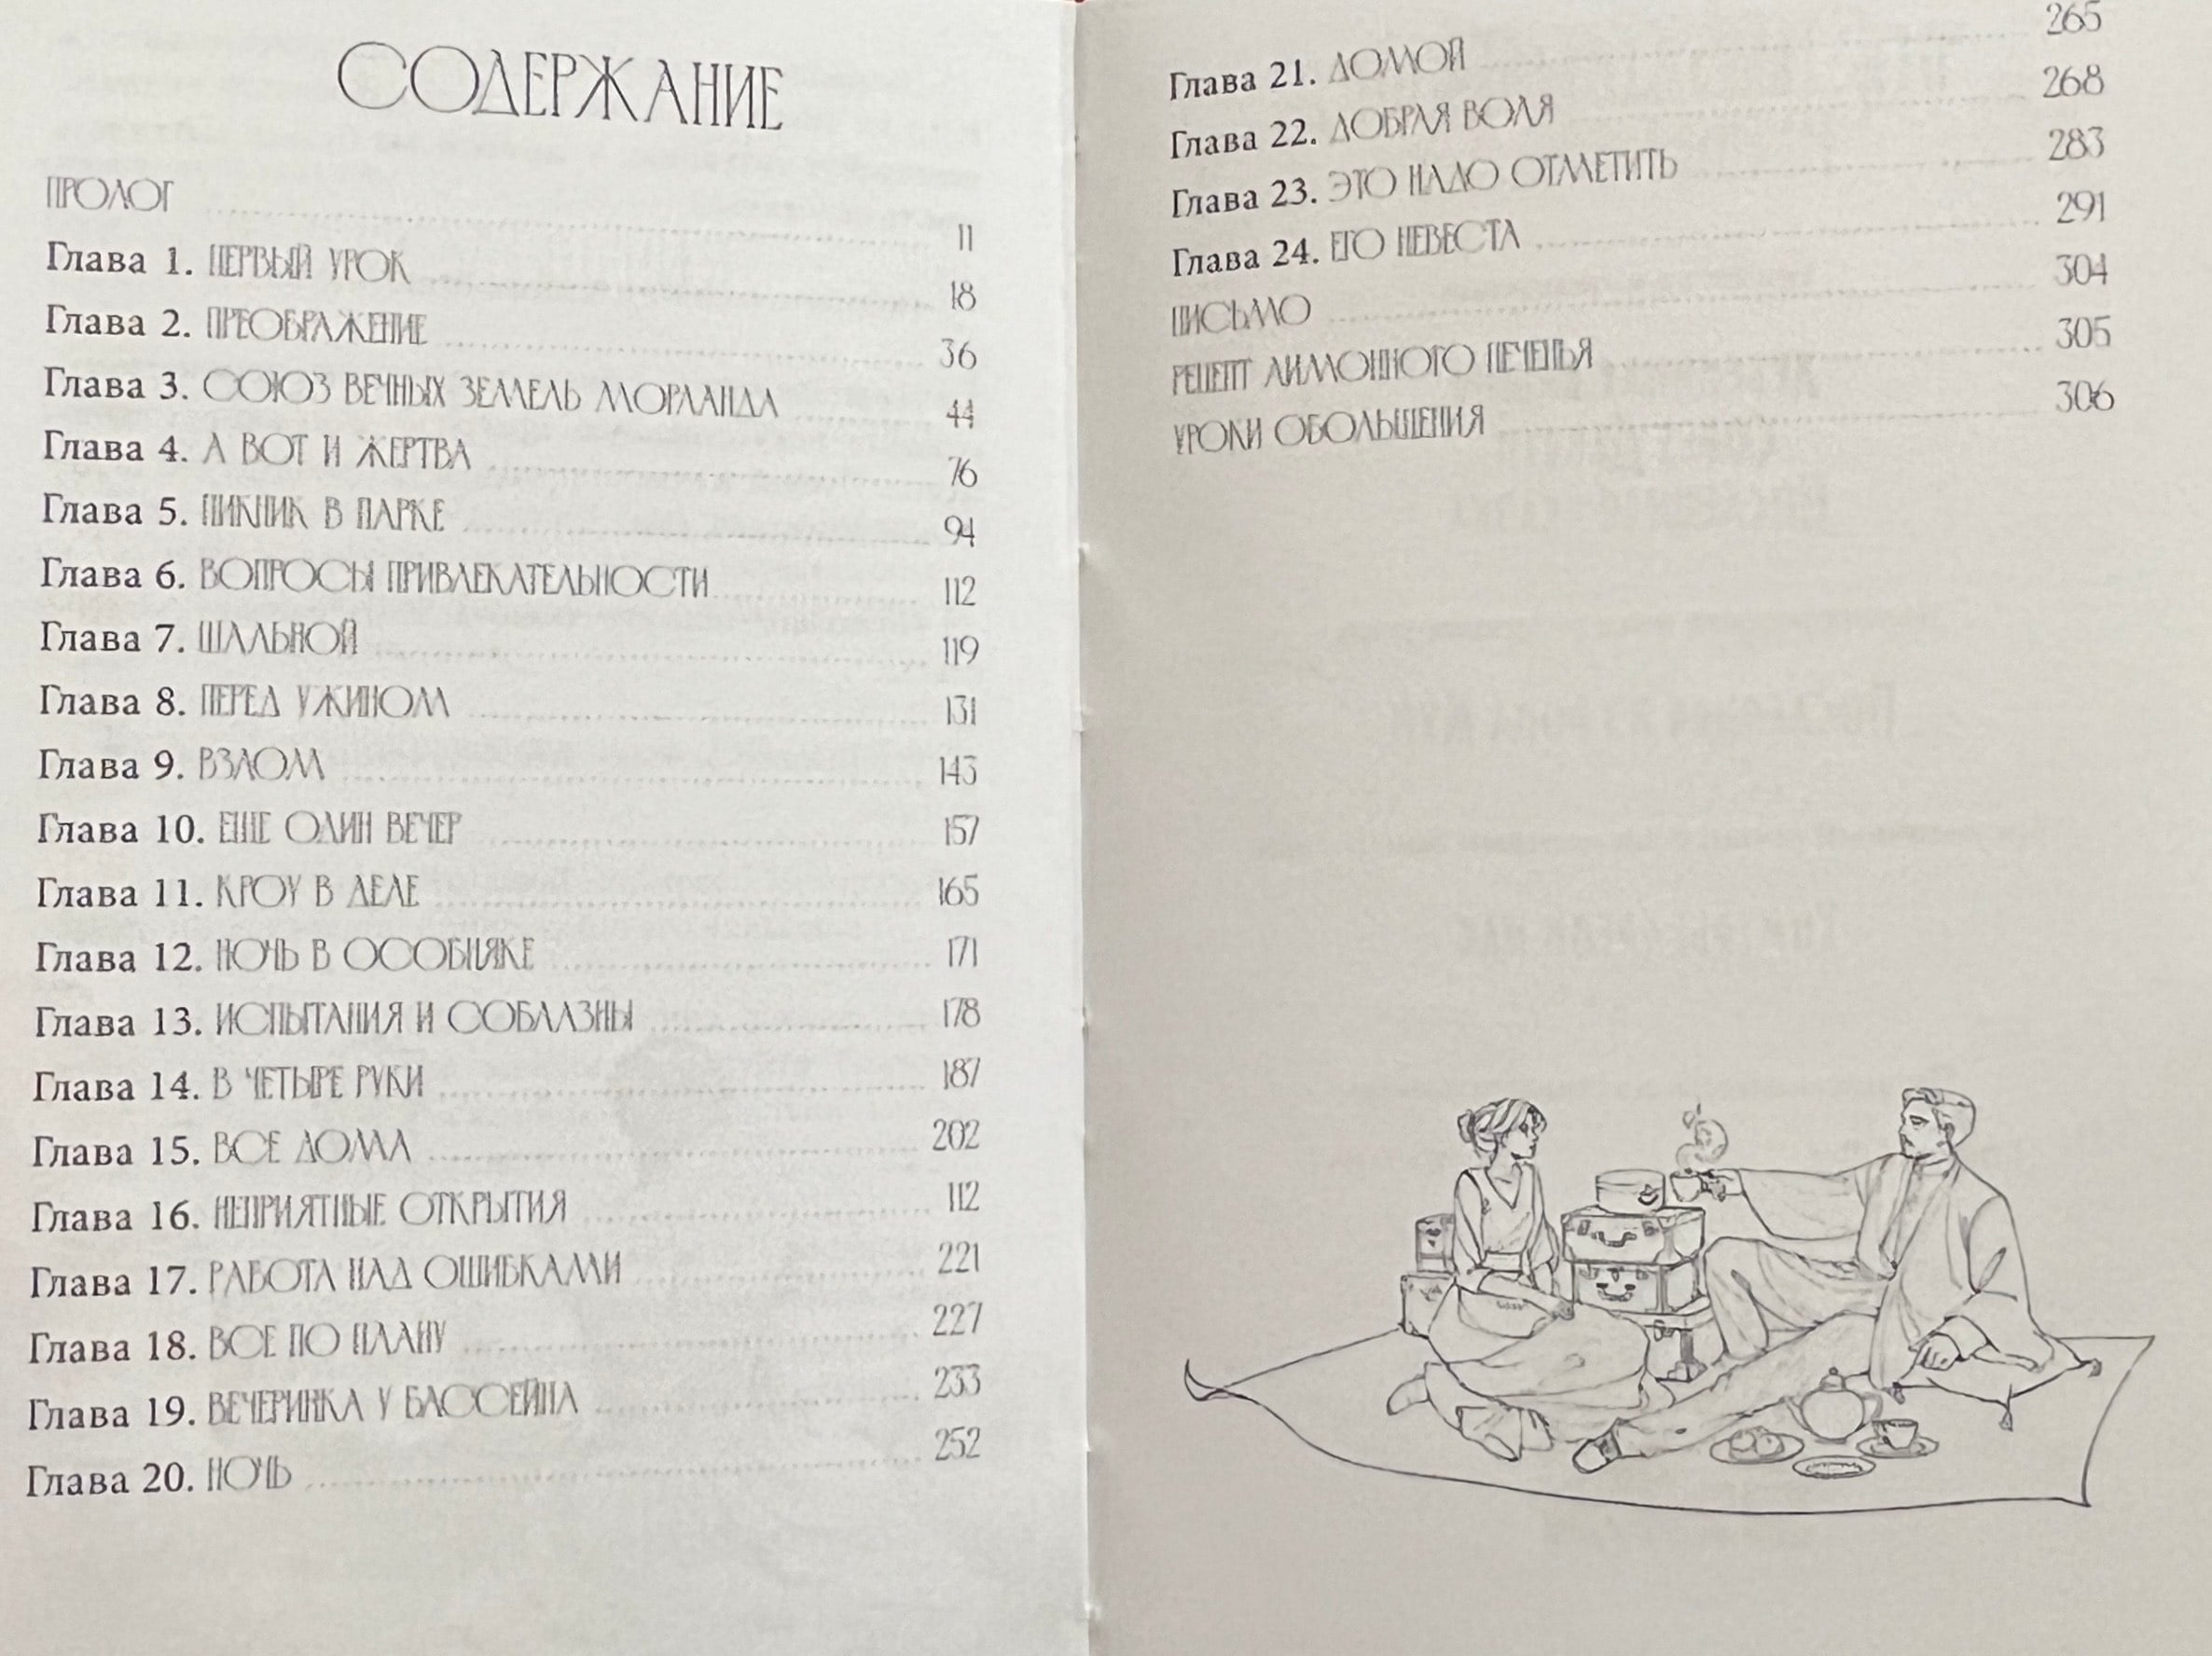 СОДЕРЖАНИЕ
ПРОЛОГ 11
Глава 1. ПЕРВЫЙ УРОК 18
Глава 2. ПРЕОБРАЖЕНИЕ 36
Глава 3. СОЮЗ ВЕЧНЫХ ЗЕМЕЛЬ МОРЛАНДА 44
Глава 4. А ВОТ И ЖЕРТВА 76
Глава 5. ПИКНИК В ПАРКЕ 94
Глава 6. ВОПРОСЫ ПРИВЛЕКАТЕЛЬНОСТИ 112
Глава 7. ШАЛЬНОЙ 119
Глава 8. ПЕРЕД УЖИНОМ 131
Глава 9. ВЗЛОМ 143
Глава 10. ЕЩЕ ОДИН ВЕЧЕР 157
Глава 11. КРОУ В ДЕЛЕ 165
Глава 12. НОЧЬ В ОСОБНЯКЕ 171
Глава 13. ИСПЫТАНИЯ И СОБЛАЗНЫ 178
Глава 14. В ЧЕТЫРЕ РУКИ 187
Глава 15. ВСЕ ДОМА 202
Глава 16. НЕПРИЯТНЫЕ ОТКРЫТИЯ 112
Глава 17. РАБОТА НАД ОШИБКАМИ 221
Глава 18. ВСЕ ПО ПЛАНУ 227
Глава 19. ВЕЧЕРИНКА У БАССЕЙНА 233
Глава 20. НОЧЬ 252
Глава 21. ДОМОЙ 265
Глава 22. ДОБРАЯ ВОЛЯ 268
Глава 23. ЭТО НАДО ОТМЕТИТЬ 283
Глава 24. ЕГО НЕВЕСТА 291
ПИСЬМО 304
РЕЦЕПТ ЛИМОННОГО ПЕЧЕНЬЯ 305
УРОКИ ОБОЛЬЩЕНИЯ 306